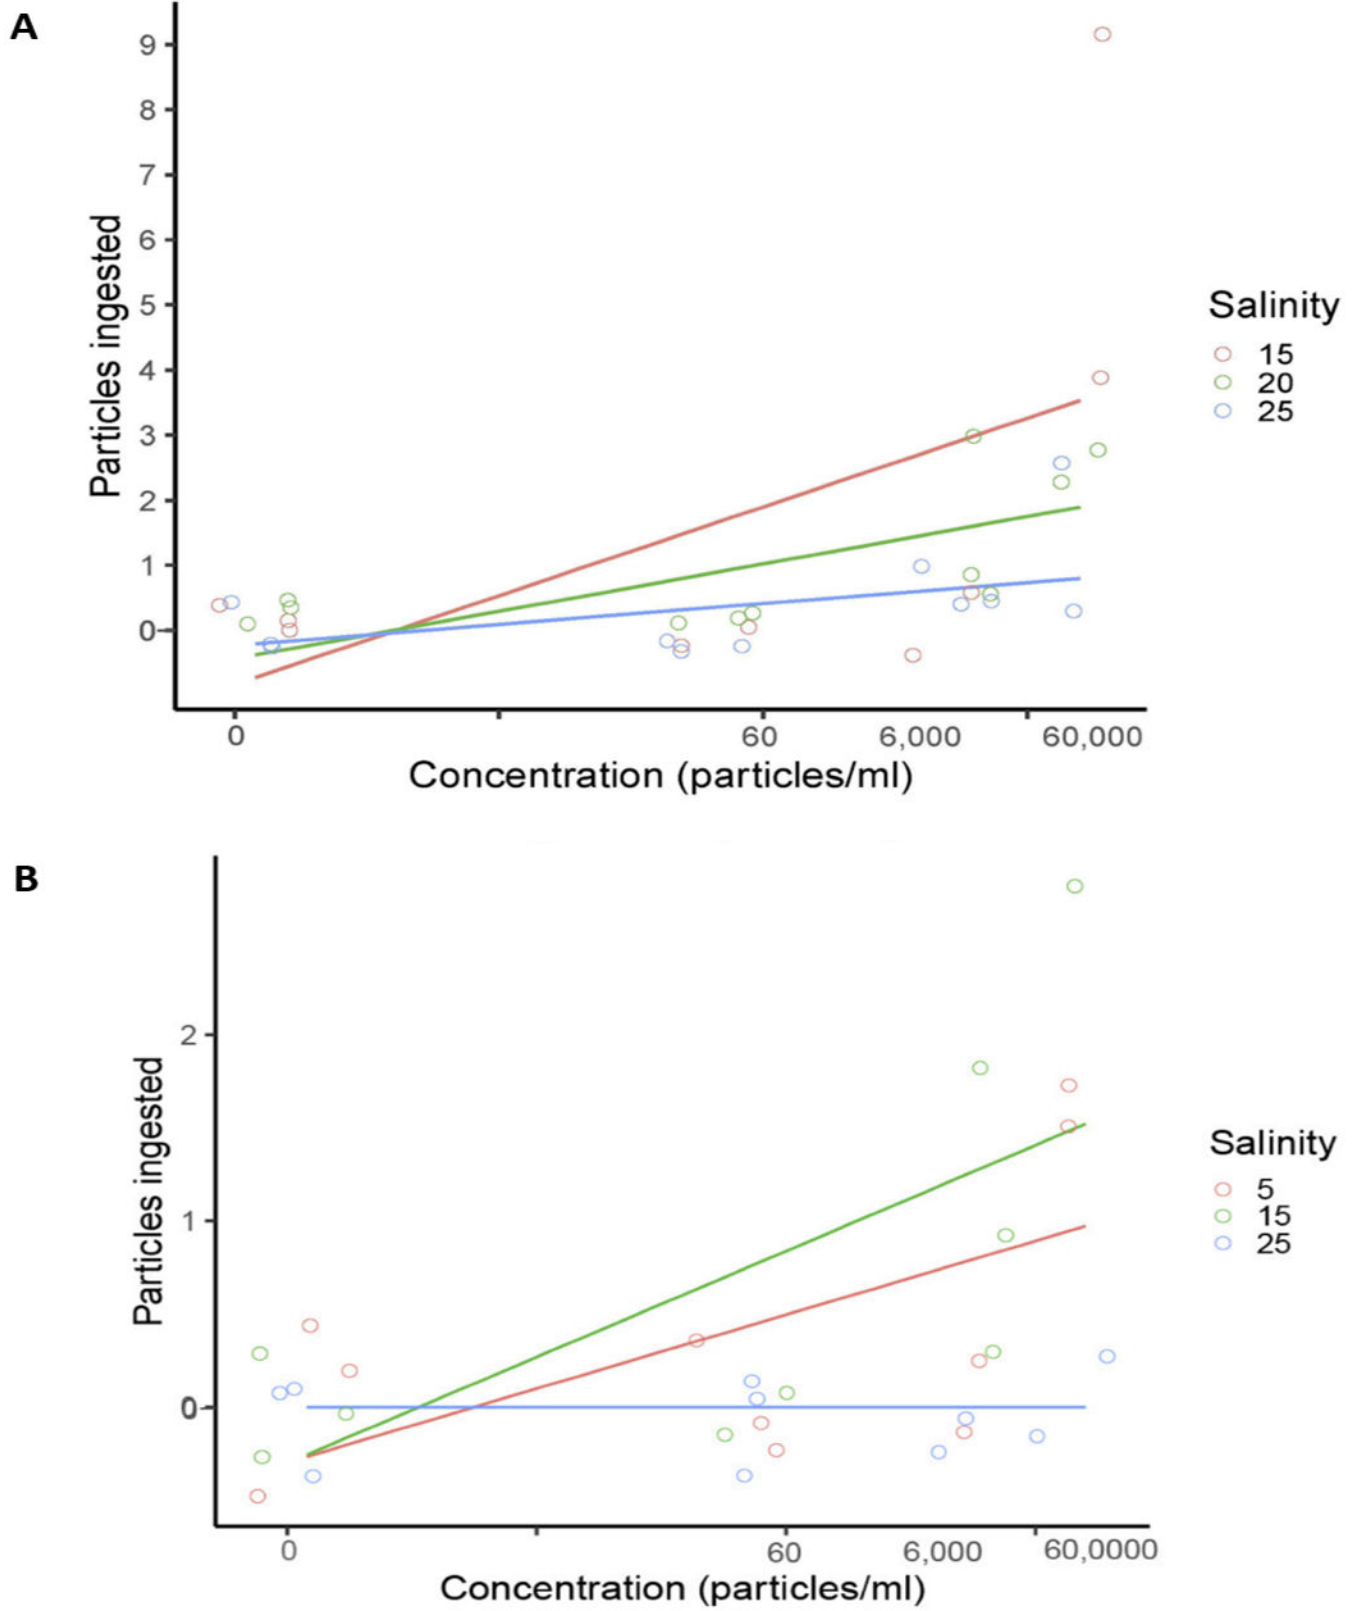 A
Particles ingested
9
8
7
6
5
4
3
2
1
0
0 60 6,000 60,000
Concentration (particles/ml)
Salinity
15
20
25
B
Particles ingested
2
1
0
0 60 6,000 60,0000
Concentration (particles/ml)
Salinity
5
15
25